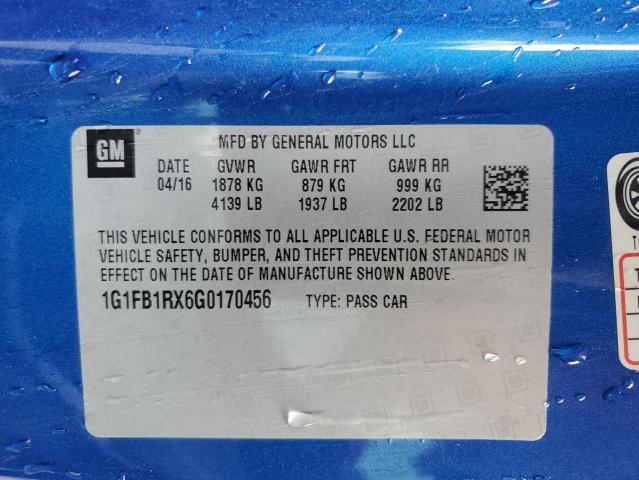 GM
MFD BY GENERAL MOTORS LLC
DATE GVWR GAWR FRT GAWR RR
04/16 1878 KG 879 KG 999 KG
4139 LB 1937 LB 2202 LB
THIS VEHICLE CONFORMS TO ALL APPLICABLE U.S. FEDERAL MOTOR
VEHICLE SAFETY, BUMPER, AND THEFT PREVENTION STANDARDS IN
EFFECT ON THE DATE OF MANUFACTURE SHOWN ABOVE.
1G1FB1RX6G0170456 TYPE: PASS CAR